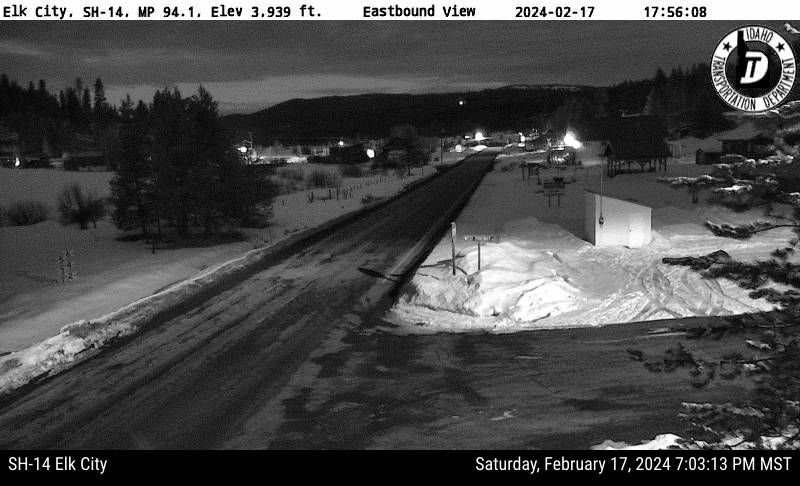 Elk City, SH-14, MP 94.1, Elev 3,939 ft. Eastbound View 2024-02-17 17:56:08
IDAHO
TRANSPORTATION DEPARTMENT
SH-14 Elk City Saturday, February 17, 2024 7:03:13 PM MST